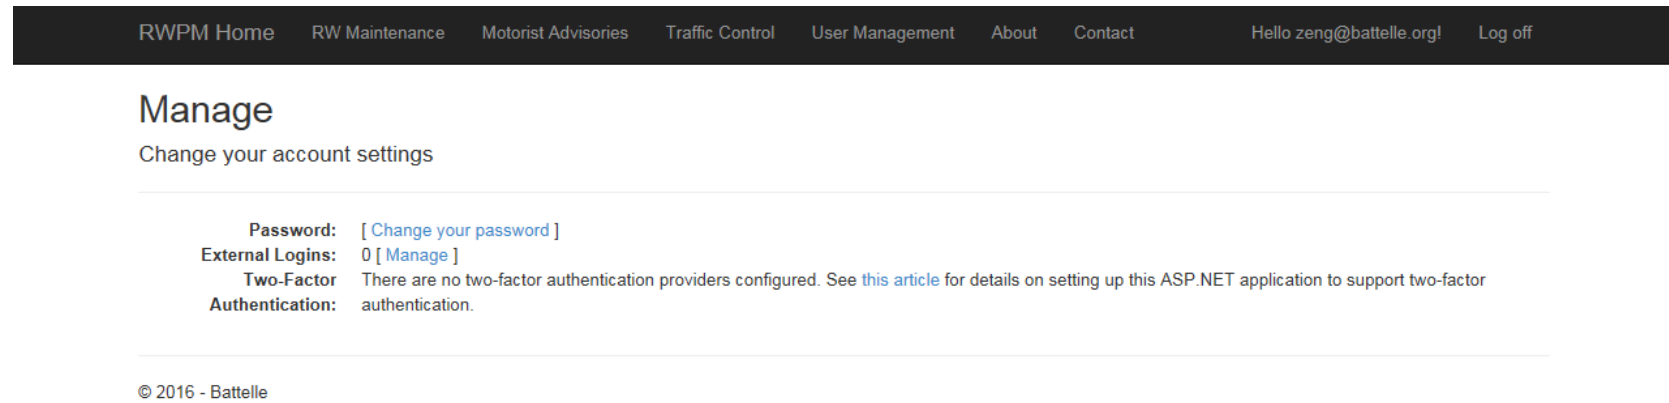 RWPM Home RW Maintenance Motorist Advisories Traffic Control User Management About Contact Hello zeng@battelle.org! Log off
Manage
Change your account settings
Password: [ Change your password ]
External Logins: 0 [ Manage ]
Two-Factor There are no two-factor authentication providers configured. See this article for details on setting up this ASP.NET application to support two-factor
Authentication: authentication.
© 2016 - Battelle